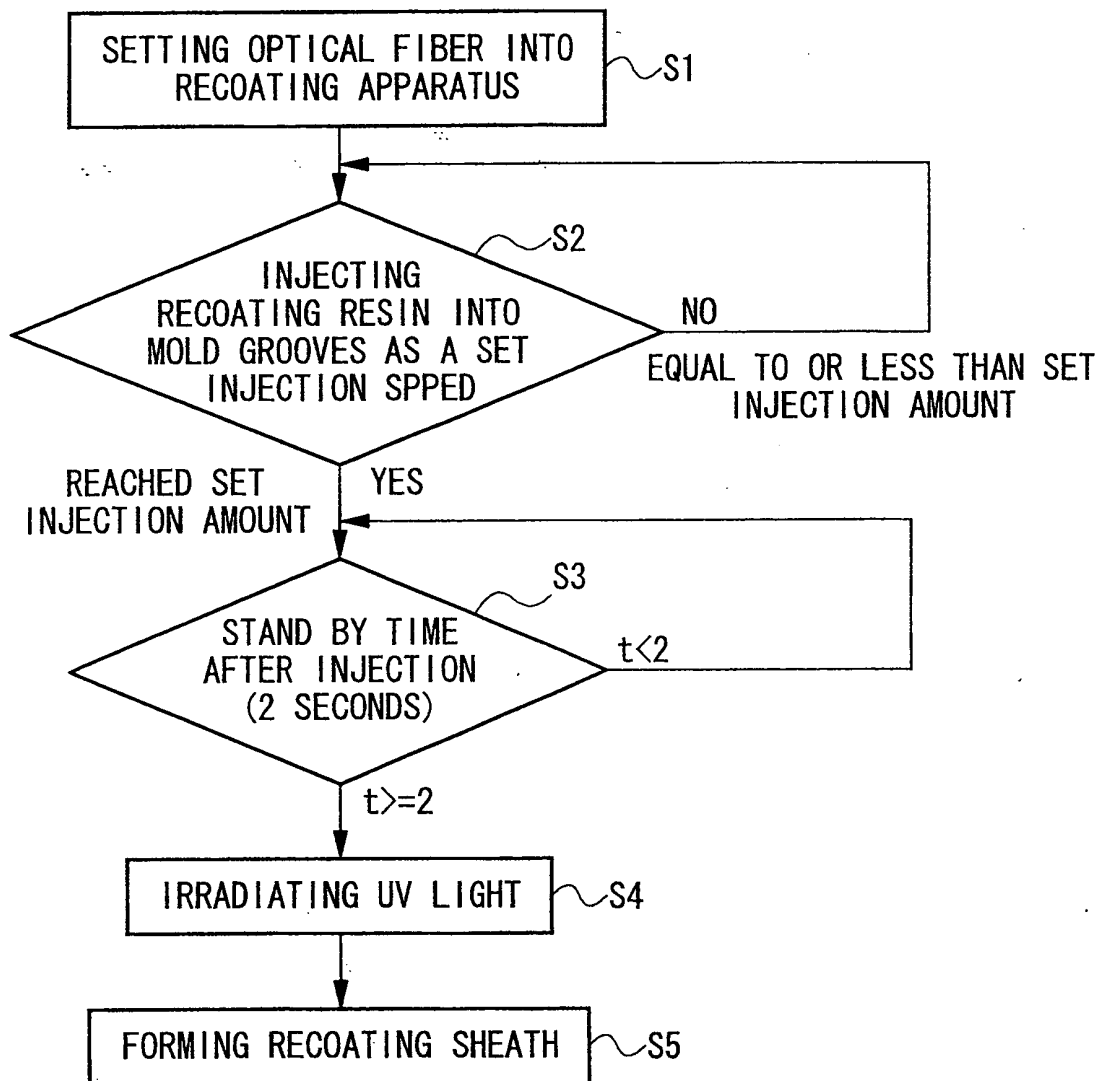 SETTING OPTICAL FIBER INTO
RECOATING APPARATUS
S1
S2
INJECTING
RECOATING RESIN INTO
MOLD GROOVES AS A SET
INJECTION SPPED
NO
EQUAL TO OR LESS THAN SET
INJECTION AMOUNT
REACHED SET
INJECTION AMOUNT
YES
S3
STAND BY TIME
AFTER INJECTION
(2 SECONDS)
t<2
t>=2
IRRADIATING UV LIGHT
S4
FORMING RECOATING SHEATH
S5